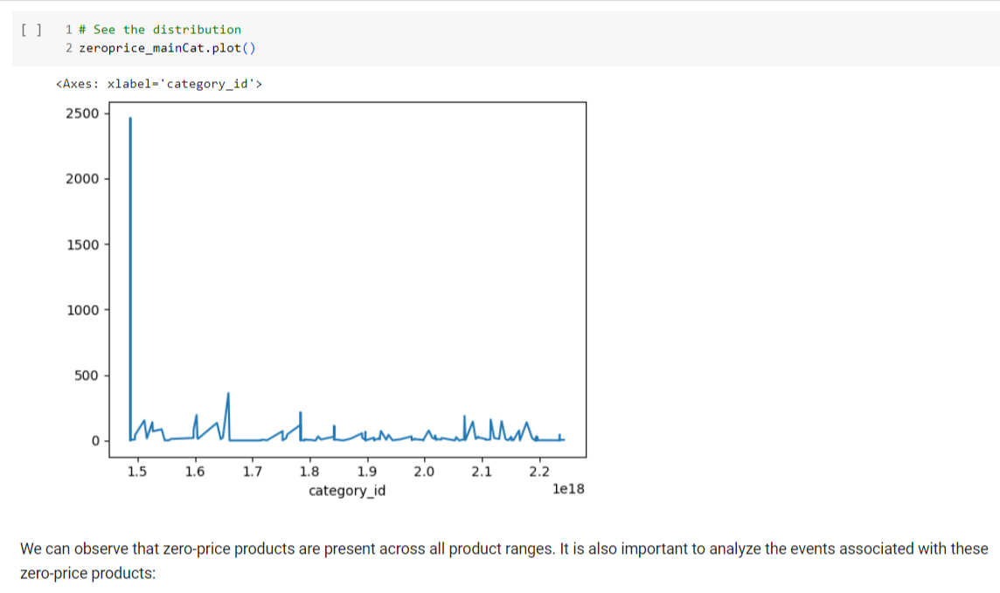 [ ] 1 # See the distribution
2 zeroprice_mainCat.plot()
<Axes: xlabel='category_id'>
2500
2000
1500
1000
500
0
1.5 1.6 1.7 1.8 1.9 2.0 2.1 2.2
category_id 1e18
We can observe that zero-price products are present across all product ranges. It is also important to analyze the events associated with these
zero-price products: